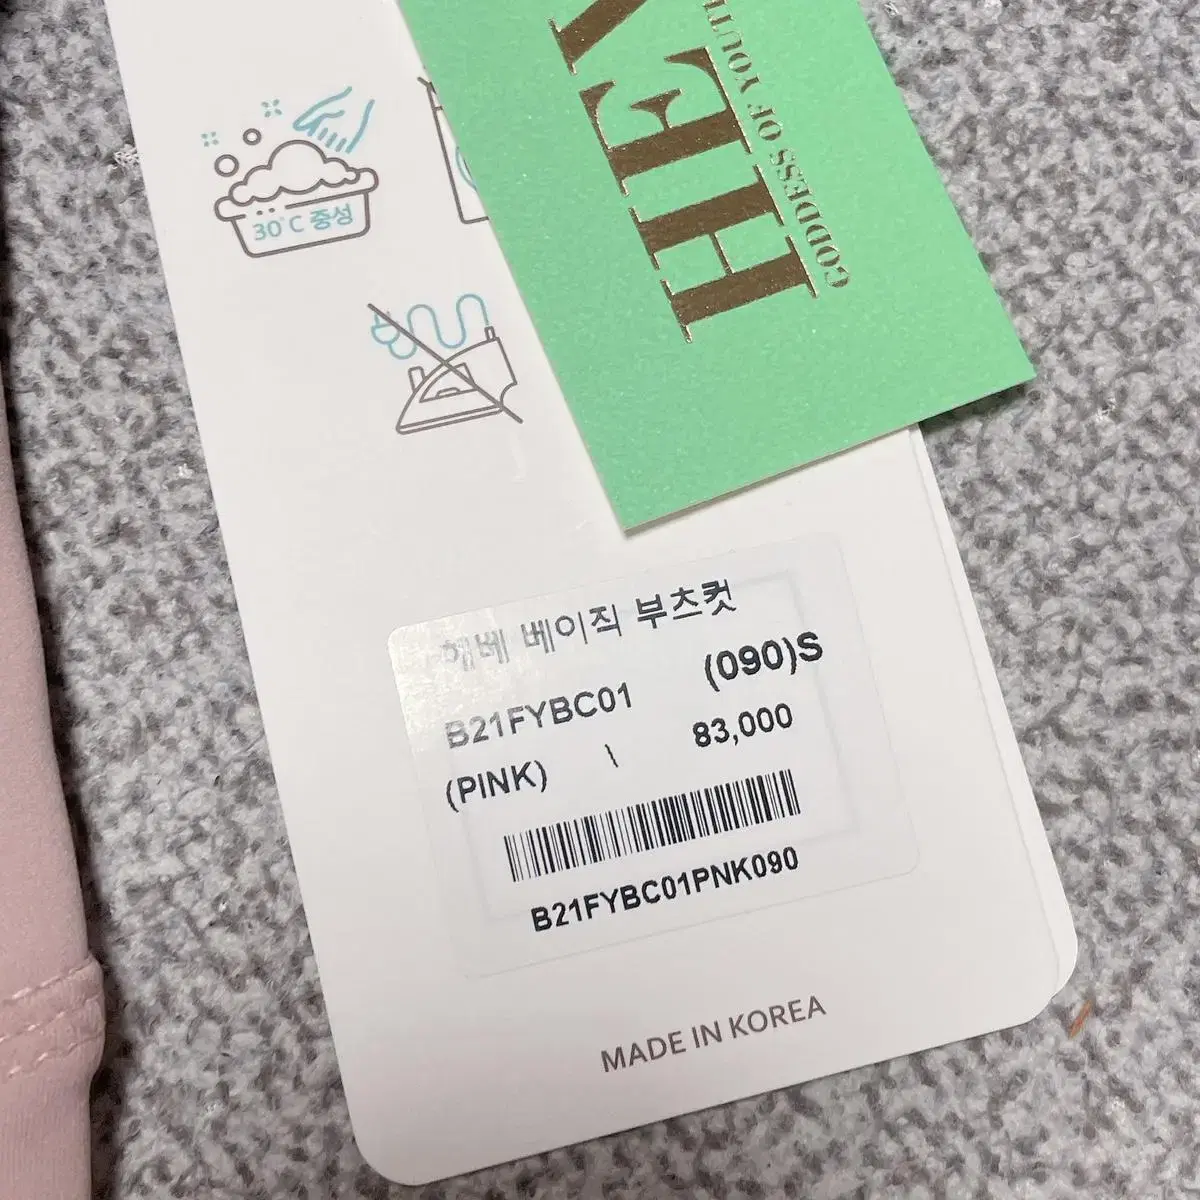 30°C 중성
HEV
GODDESS OF YOUTH
헤베 베이직 부츠컷
B21FYBC01 (090)S
(PINK) \ 83,000
B21FYBC01PNK090
MADE IN KOREA